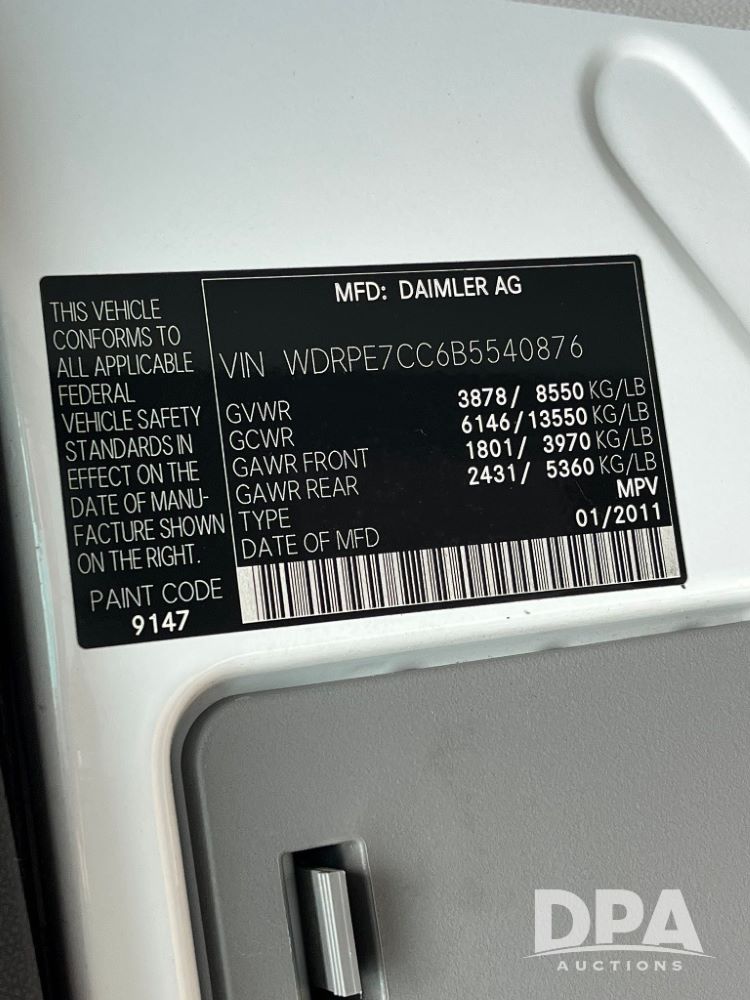 THIS VEHICLE
CONFORMS TO
ALL APPLICABLE
FEDERAL
VEHICLE SAFETY
STANDARDS IN
EFFECT ON THE
DATE OF MANU-
FACTURE SHOWN
ON THE RIGHT.
PAINT CODE
9147
MFD: DAIMLER AG
VIN WDRPE7CC6B5540876
GVWR 3878/ 8550 KG/LB
GCWR 6146/13550 KG/LB
GAWR FRONT 1801/ 3970 KG/LB
GAWR REAR 2431/ 5360 KG/LB
TYPE MPV
DATE OF MFD 01/2011
DPA
AUCTIONS